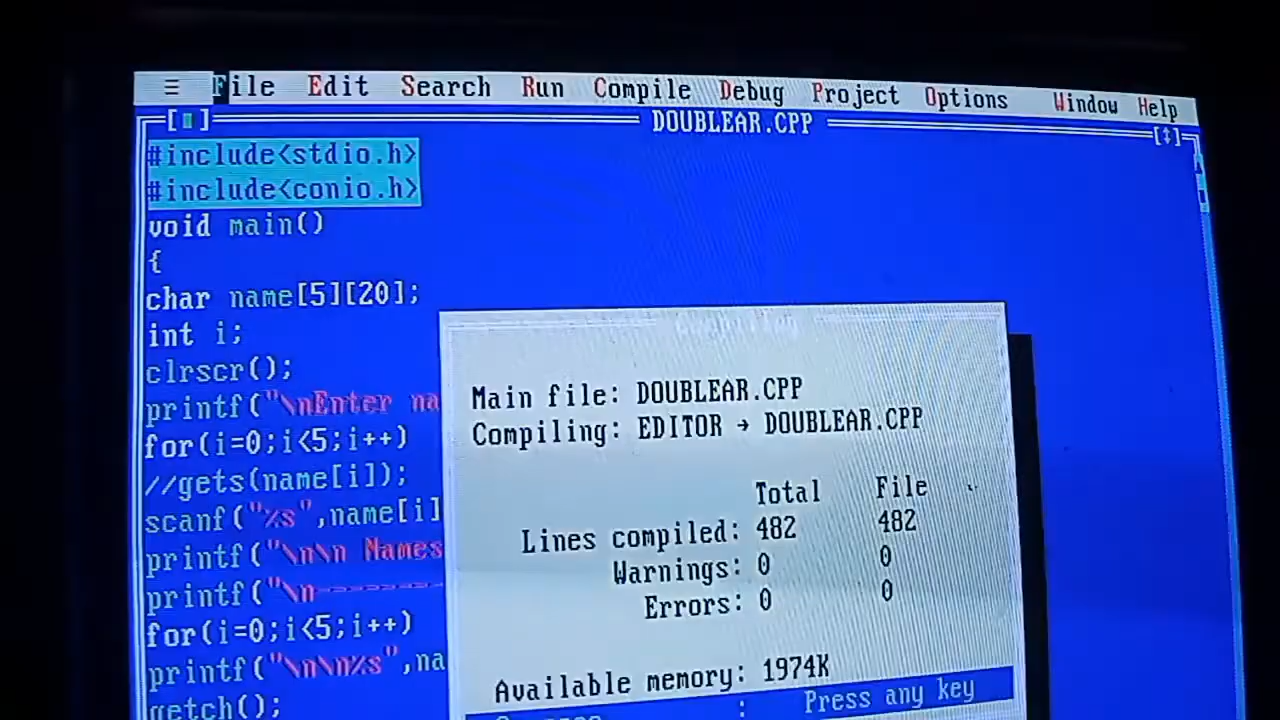 ≡ File Edit Search Run Compile Debug Project Options Window Help
[■] DOUBLEAR.CPP [↕]
#include<stdio.h>
#include<conio.h>
void main()
{
char name[5][20];
int i;
clrscr();
printf("\nEnter na
for(i=0;i<5;i++)
//gets(name[i]);
scanf("%s",name[i]
printf("\n\n Names
printf("\n-------
for(i=0;i<5;i++)
printf("\n\n%s",na
getch();
Main file: DOUBLEAR.CPP
Compiling: EDITOR → DOUBLEAR.CPP
Total File
Lines compiled: 482 482
Warnings: 0 0
Errors: 0 0
Available memory: 1974K
: Press any key